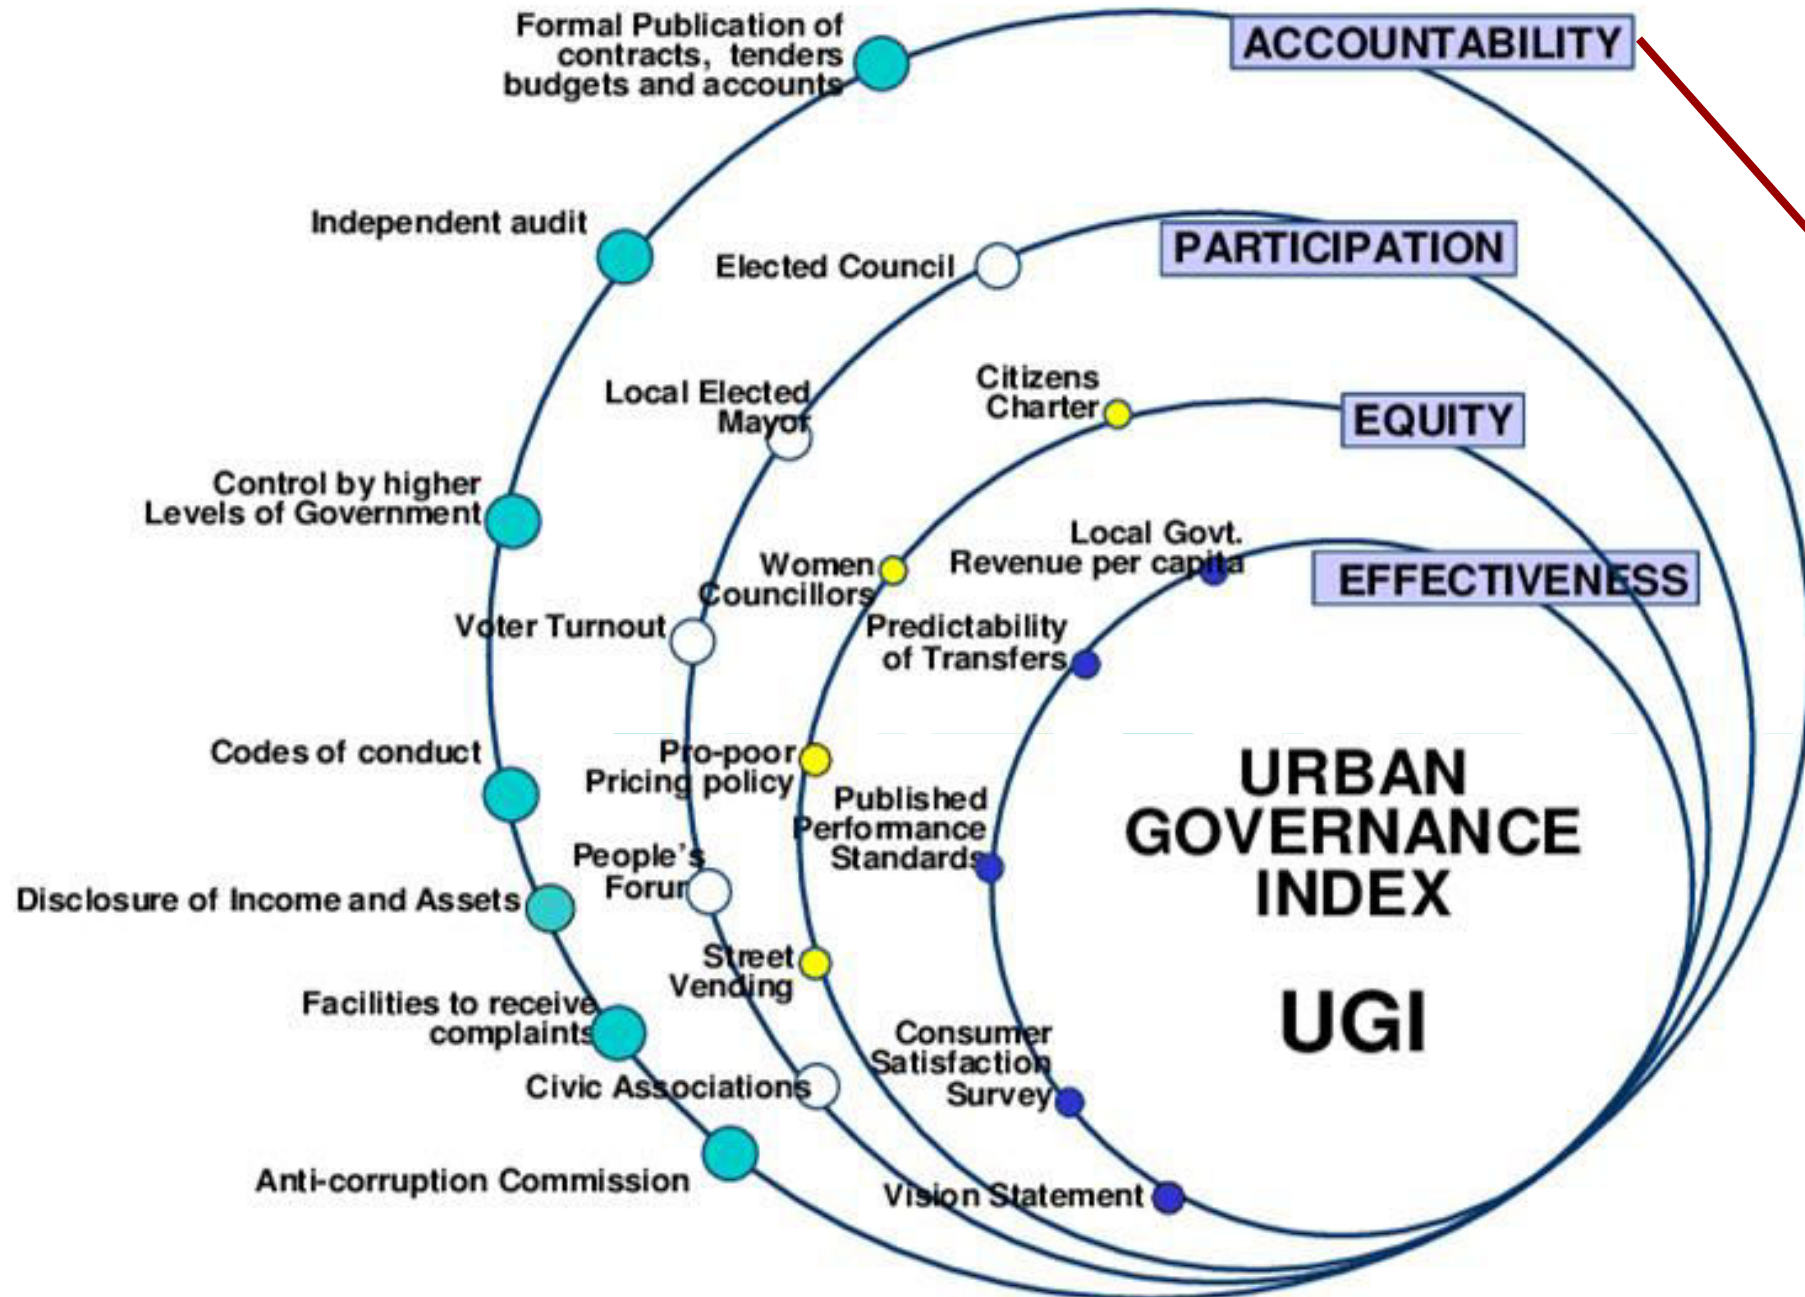 Formal Publication of
contracts, tenders
budgets and accounts
ACCOUNTABILITY
Independent audit
Elected Council
PARTICIPATION
Local Elected
Mayor
Citizens
Charter
EQUITY
Control by higher
Levels of Government
Women
Councillors
Local Govt.
Revenue per capita
EFFECTIVENESS
Voter Turnout
Predictability
of Transfers
Codes of conduct
Pro-poor
Pricing policy
Published
Performance
Standards
URBAN
GOVERNANCE
INDEX
UGI
People's
Forum
Disclosure of Income and Assets
Street
Vending
Facilities to receive
complaints
Consumer
Satisfaction
Survey
Civic Associations
Anti-corruption Commission
Vision Statement